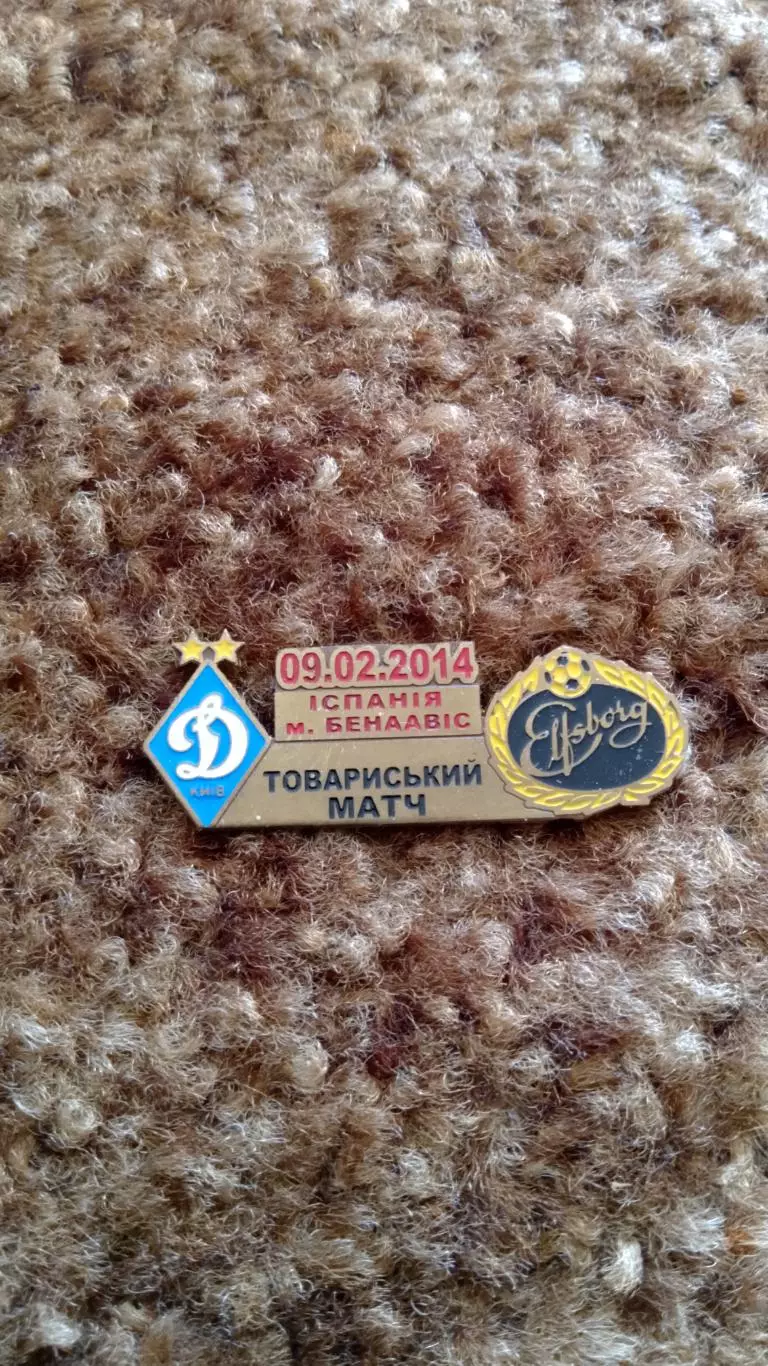 09.02.2014
ІСПАНІЯ
м. БЕНААВІС
ТОВАРИСЬКИЙ
МАТЧ
Д
КИЇВ
Elfsborg